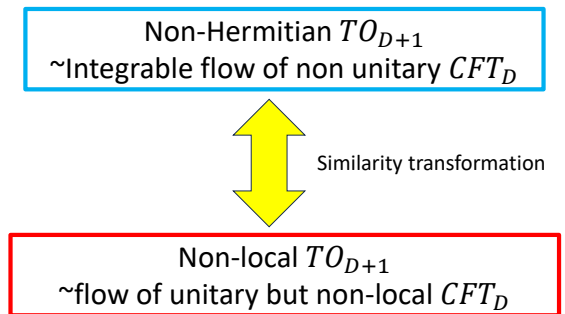 Non-Hermitian $TO_{D+1}$
~Integrable flow of non unitary $CFT_D$
Similarity transformation
Non-local $TO_{D+1}$
~flow of unitary but non-local $CFT_D$